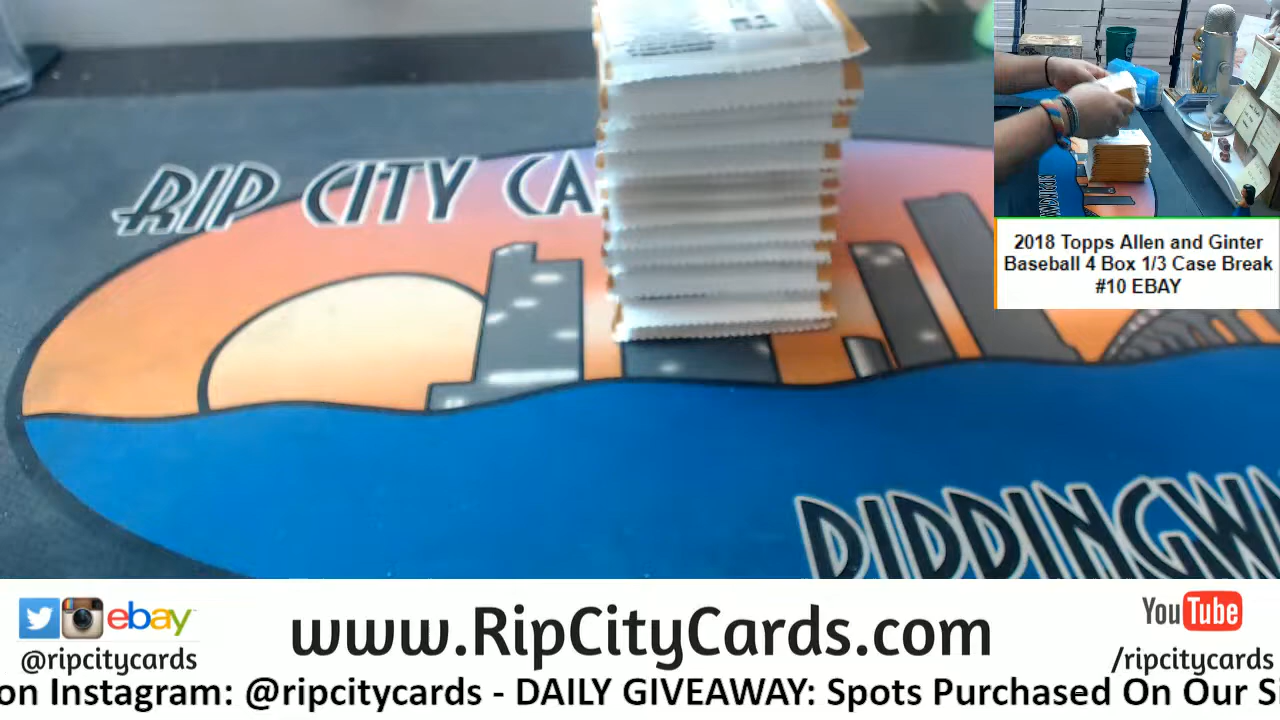 RIP CITY CA
2018 Topps Allen and Ginter
Baseball 4 Box 1/3 Case Break
#10 EBAY
ebay
@ripcitycards
www.RipCityCards.com
YouTube
/ripcitycards
on Instagram: @ripcitycards - DAILY GIVEAWAY: Spots Purchased On Our Si